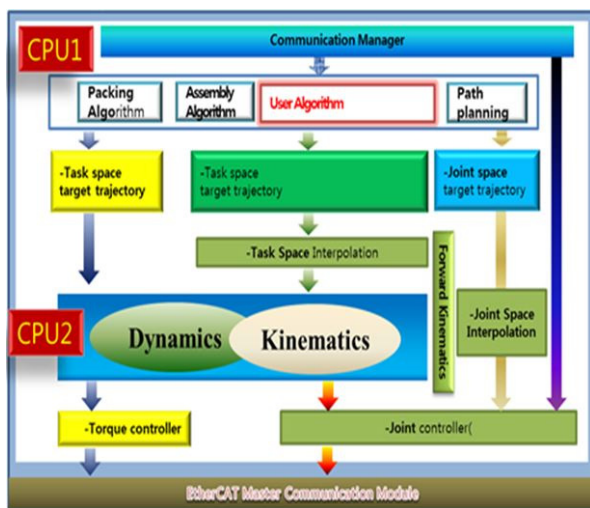 CPU1
Communication Manager
Packing
Algorithm
Assembly
Algorithm
User Algorithm
Path
planning
-Task space
target trajectory
-Task space
target trajectory
-Joint space
target trajectory
-Task Space Interpolation
Forward Kinematics
CPU2
Dynamics
Kinematics
-Joint Space
Interpolation
-Torque controller
-Joint controller(
EtherCAT Master Communication Module